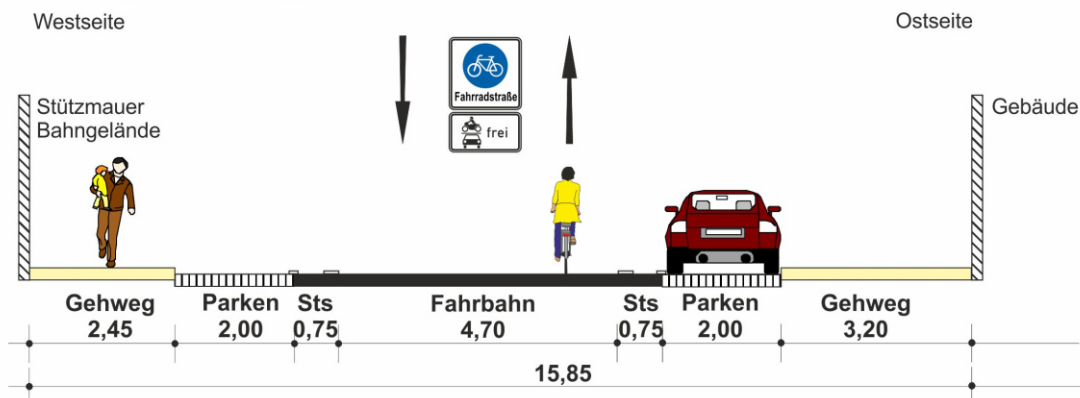 Westseite
Ostseite
Fahrradstraße
frei
Stützmauer
Bahngelände
Gebäude
Gehweg Parken Sts Fahrbahn Sts Parken Gehweg
2,45 2,00 0,75 4,70 0,75 2,00 3,20
15,85